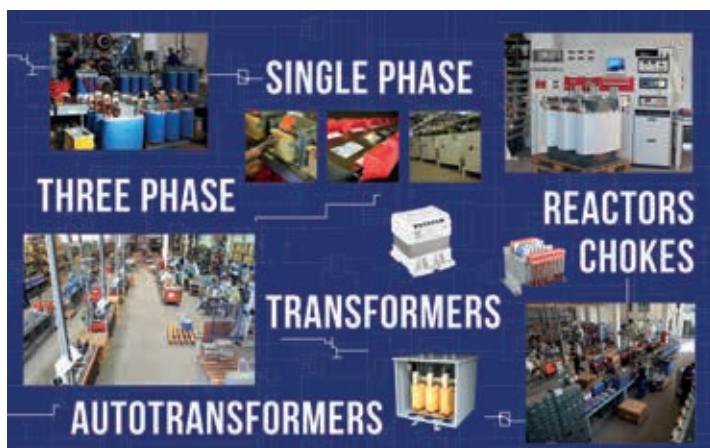 SINGLE PHASE
THREE PHASE
REACTORS
CHOKES
TRANSFORMERS
AUTOTRANSFORMERS